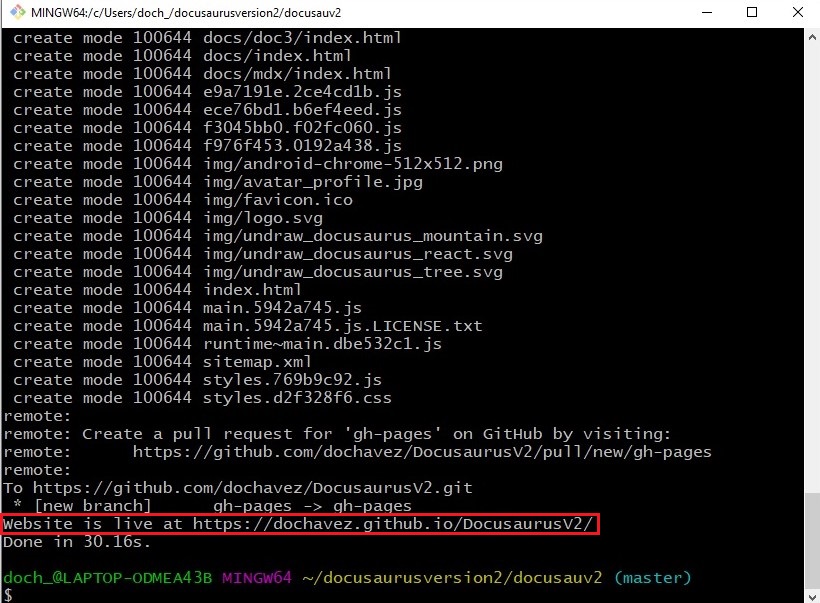 MINGW64:/c/Users/doch_/docusaurusversion2/docusauv2
create mode 100644 docs/doc3/index.html
create mode 100644 docs/index.html
create mode 100644 docs/mdx/index.html
create mode 100644 e9a7191e.2ce4cd1b.js
create mode 100644 ece76bd1.b6ef4eed.js
create mode 100644 f3045bb0.f02fc060.js
create mode 100644 f976f453.0192a438.js
create mode 100644 img/android-chrome-512x512.png
create mode 100644 img/avatar_profile.jpg
create mode 100644 img/favicon.ico
create mode 100644 img/logo.svg
create mode 100644 img/undraw_docusaurus_mountain.svg
create mode 100644 img/undraw_docusaurus_react.svg
create mode 100644 img/undraw_docusaurus_tree.svg
create mode 100644 index.html
create mode 100644 main.5942a745.js
create mode 100644 main.5942a745.js.LICENSE.txt
create mode 100644 runtime~main.dbe532c1.js
create mode 100644 sitemap.xml
create mode 100644 styles.769b9c92.js
create mode 100644 styles.d2f328f6.css
remote:
remote: Create a pull request for 'gh-pages' on GitHub by visiting:
remote:      https://github.com/dochavez/DocusaurusV2/pull/new/gh-pages
remote:
To https://github.com/dochavez/DocusaurusV2.git
 * [new branch]      gh-pages -> gh-pages
Website is live at https://dochavez.github.io/DocusaurusV2/
Done in 30.16s.
doch_@LAPTOP-ODMEA43B MINGW64 ~/docusaurusversion2/docusauv2 (master)
$